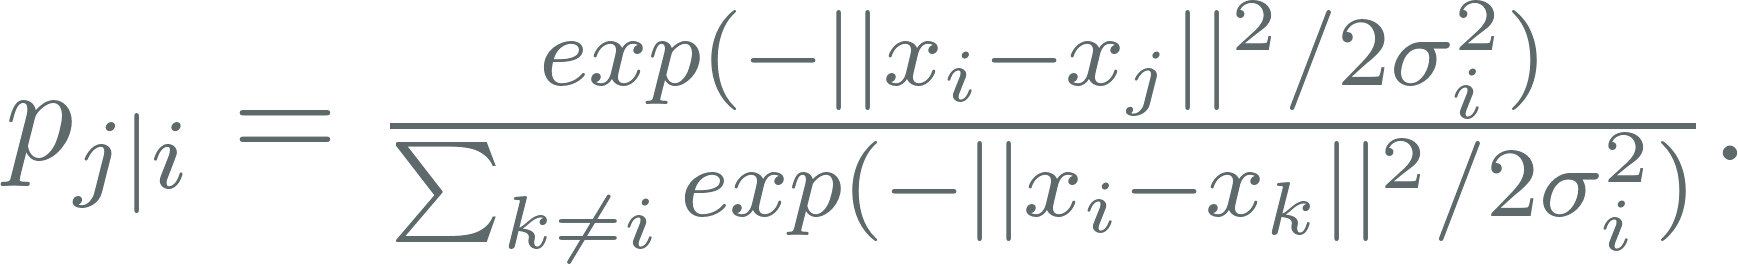 p_{j|i} = \frac{exp(-||x_i - x_j||^2/2\sigma_i^2)}{\sum_{k \neq i} exp(-||x_i - x_k||^2/2\sigma_i^2)}.